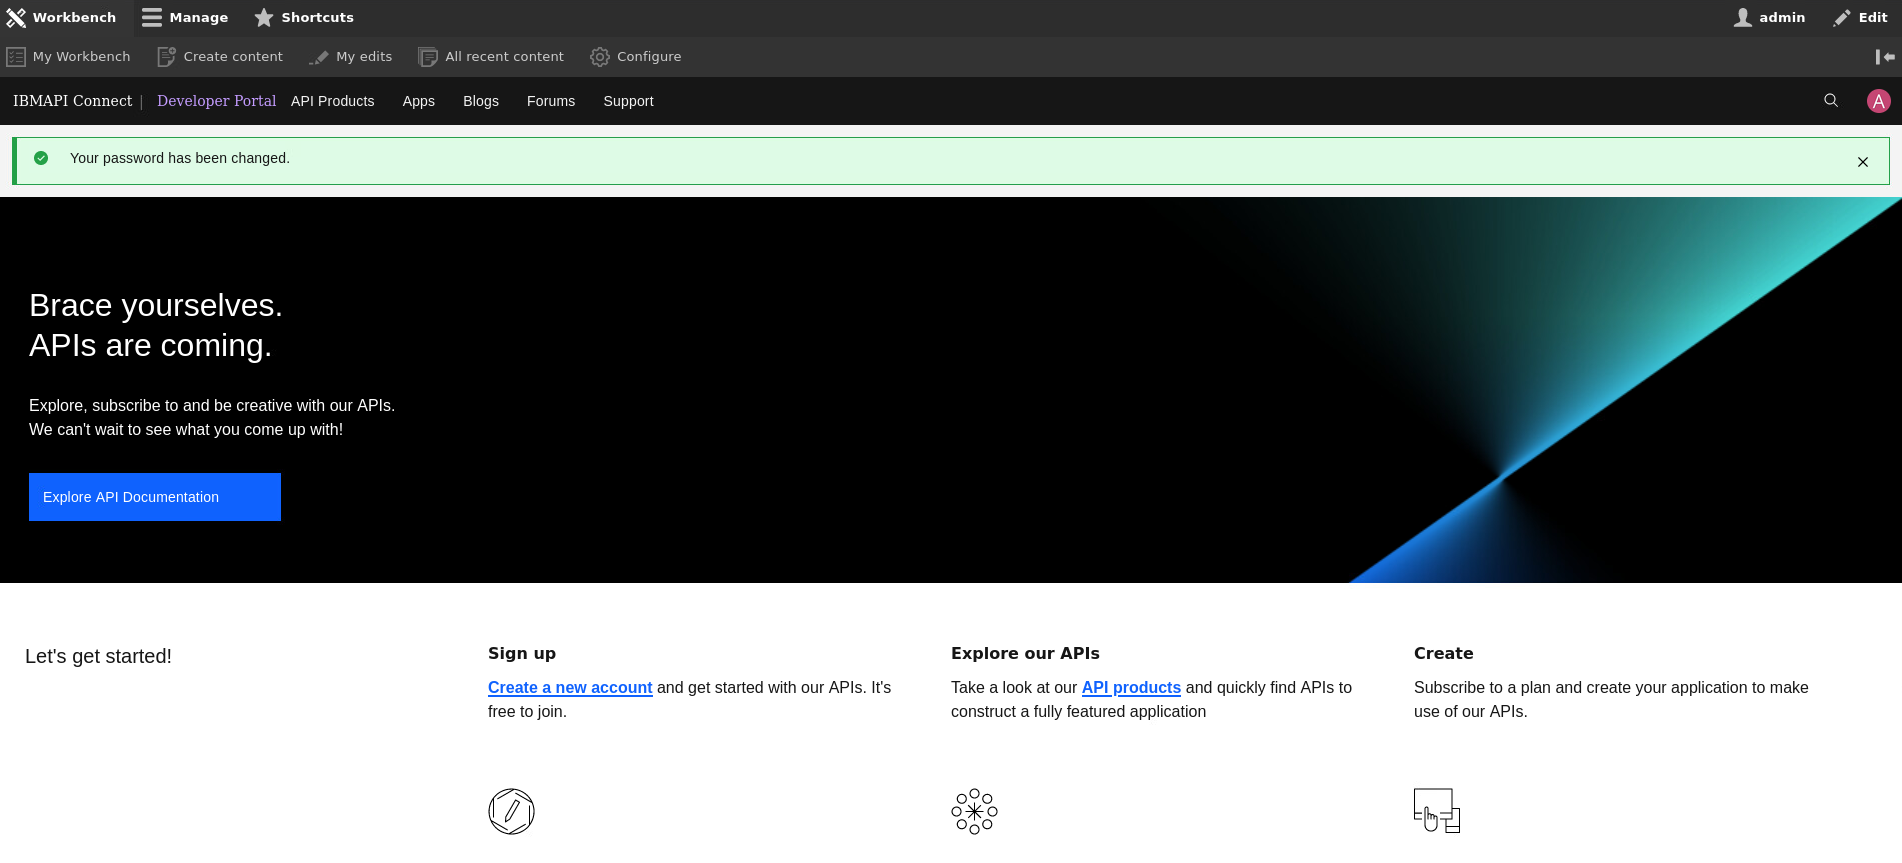 Workbench Manage Shortcuts admin Edit
My Workbench Create content My edits All recent content Configure
IBMAPI Connect | Developer Portal API Products Apps Blogs Forums Support A
Your password has been changed.
Brace yourselves.
APIs are coming.
Explore, subscribe to and be creative with our APIs.
We can't wait to see what you come up with!
Explore API Documentation
Let's get started!
Sign up
Create a new account and get started with our APIs. It's
free to join.
Explore our APIs
Take a look at our API products and quickly find APIs to
construct a fully featured application
Create
Subscribe to a plan and create your application to make
use of our APIs.